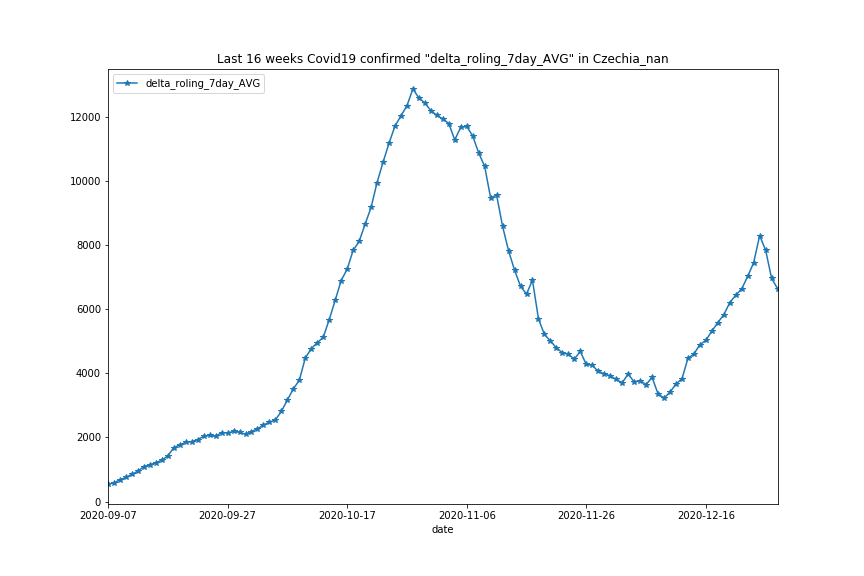 Last 16 weeks Covid19 confirmed "delta_roling_7day_AVG" in Czechia_nan
delta_roling_7day_AVG
12000
10000
8000
6000
4000
2000
0
2020-09-07 2020-09-27 2020-10-17 2020-11-06 2020-11-26 2020-12-16
date